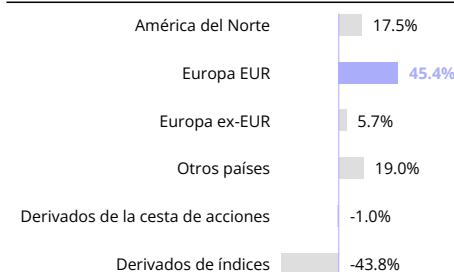 América del Norte 17.5%
Europa EUR 45.4%
Europa ex-EUR 5.7%
Otros países 19.0%
Derivados de la cesta de acciones -1.0%
Derivados de índices -43.8%